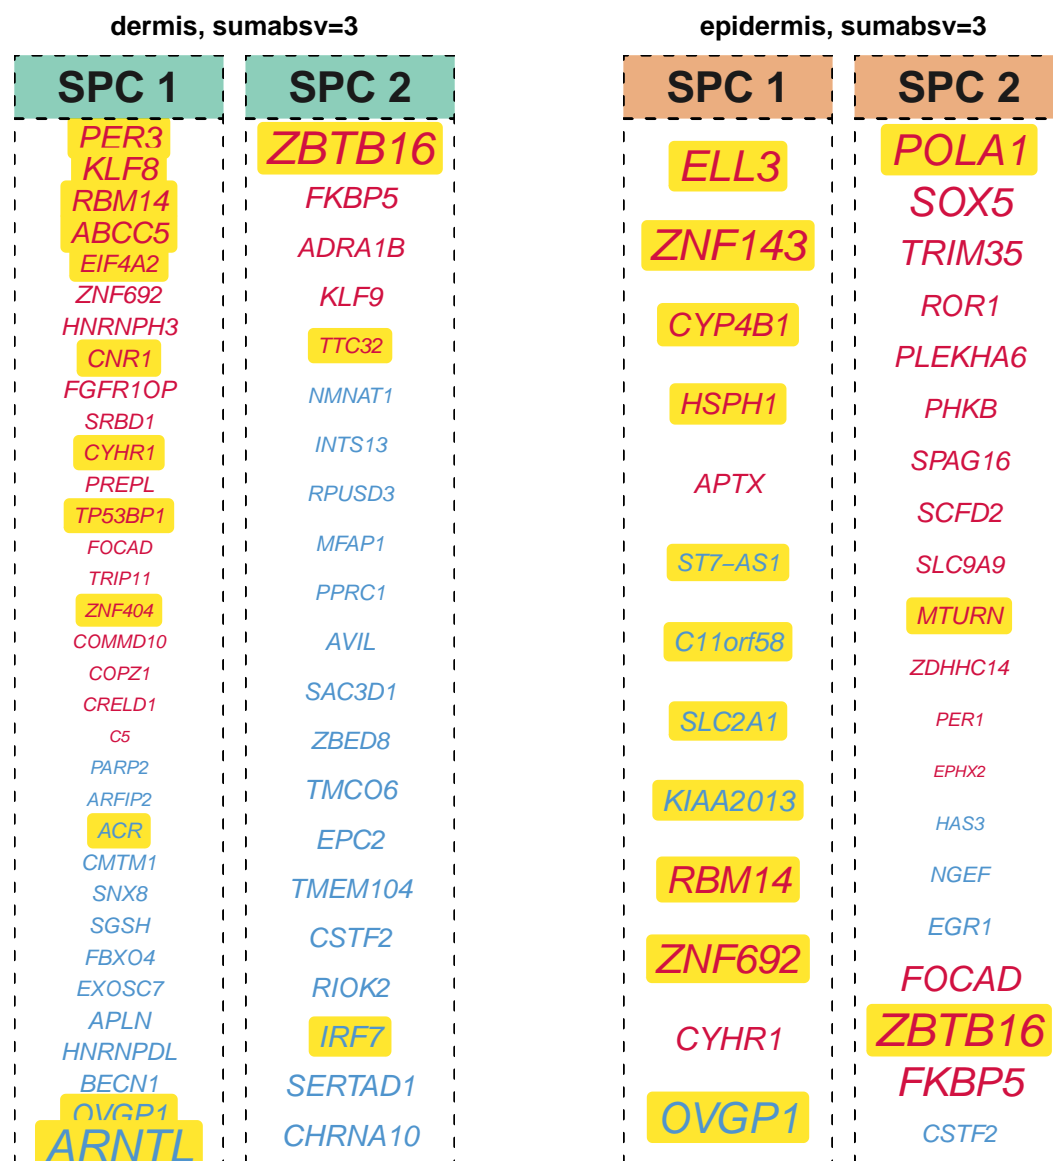 dermis, sumabsv=3
SPC 1
PER3
KLF8
RBM14
ABCC5
EIF4A2
ZNF692
HNRNPH3
CNR1
FGFR1OP
SRBD1
CYHR1
PREPL
TP53BP1
FOCAD
TRIP11
ZNF404
COMMD10
COPZ1
CRELD1
C5
PARP2
ARFIP2
ACR
CMTM1
SNX8
SGSH
FBXO4
EXOSC7
APLN
HNRNPDL
BECN1
OVGP1
ARNTL
SPC 2
ZBTB16
FKBP5
ADRA1B
KLF9
TTC32
NMNAT1
INTS13
RPUSD3
MFAP1
PPRC1
AVIL
SAC3D1
ZBED8
TMCO6
EPC2
TMEM104
CSTF2
RIOK2
IRF7
SERTAD1
CHRNA10
epidermis, sumabsv=3
SPC 1
ELL3
ZNF143
CYP4B1
HSPH1
APTX
ST7−AS1
C11orf58
SLC2A1
KIAA2013
RBM14
ZNF692
CYHR1
OVGP1
SPC 2
POLA1
SOX5
TRIM35
ROR1
PLEKHA6
PHKB
SPAG16
SCFD2
SLC9A9
MTURN
ZDHHC14
PER1
EPHX2
HAS3
NGEF
EGR1
FOCAD
ZBTB16
FKBP5
CSTF2